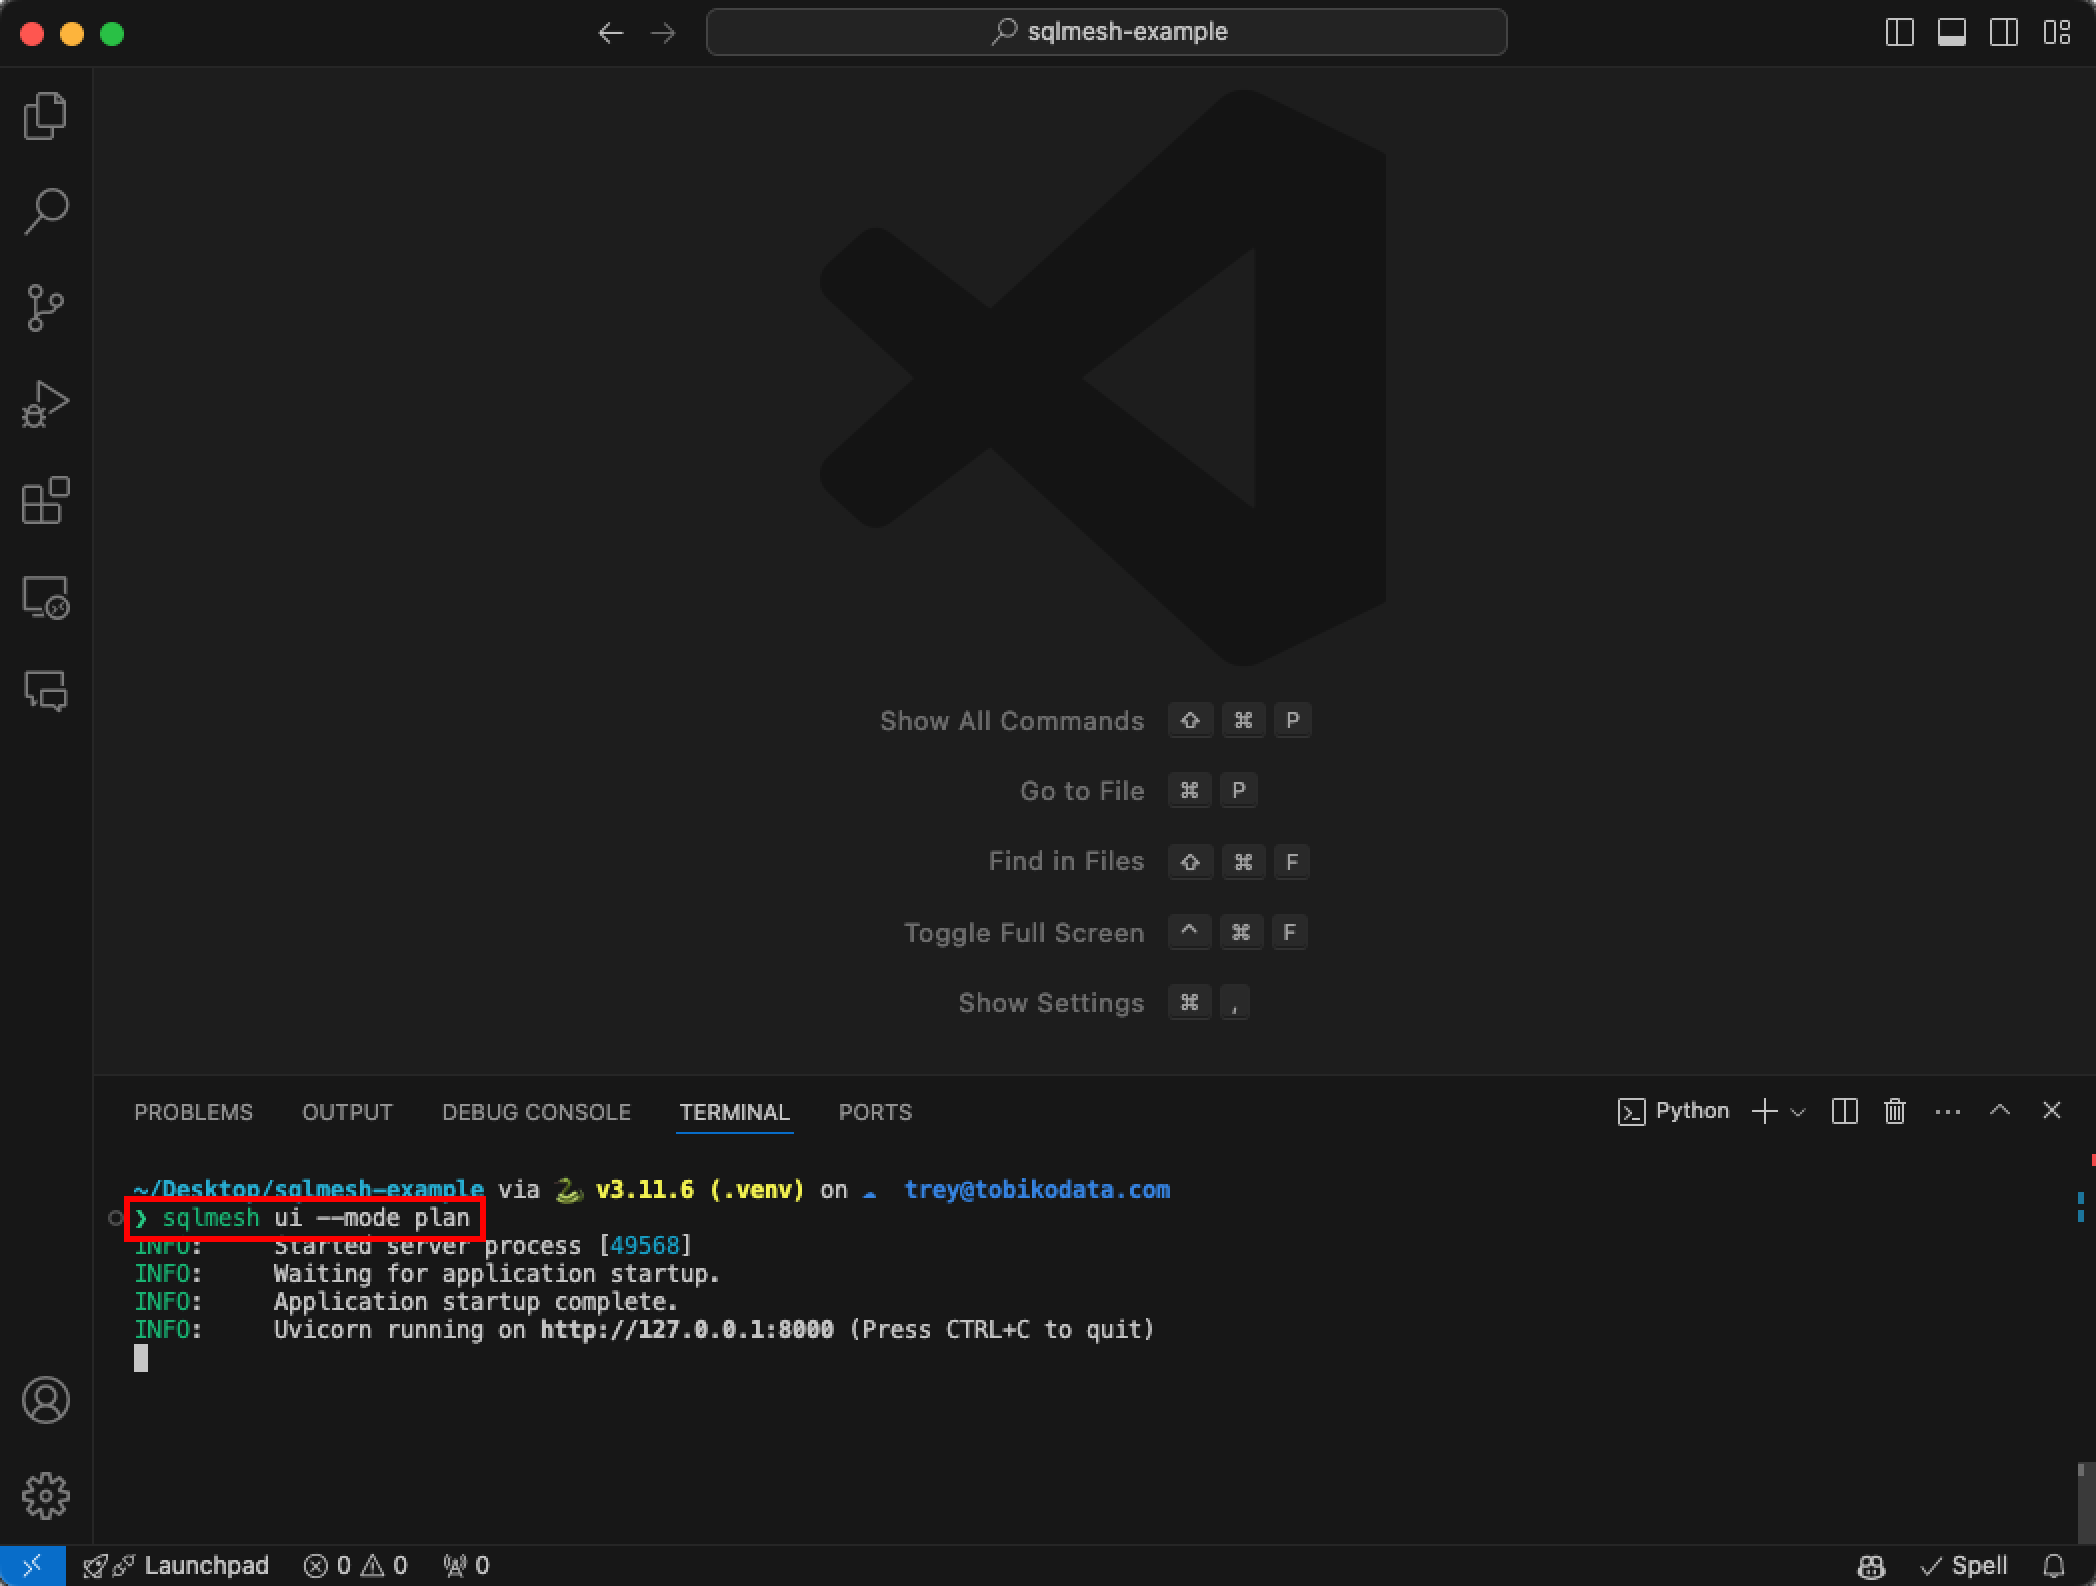 sqlmesh-example
Show All Commands ⇧ ⌘ P
Go to File ⌘ P
Find in Files ⇧ ⌘ F
Toggle Full Screen ^ ⌘ F
Show Settings ⌘ ,
PROBLEMS OUTPUT DEBUG CONSOLE TERMINAL PORTS Python
~/Desktop/sqlmesh-example via 🐍 v3.11.6 (.venv) on ☁ trey@tobikodata.com
❯ sqlmesh ui --mode plan
INFO: Started server process [49568]
INFO: Waiting for application startup.
INFO: Application startup complete.
INFO: Uvicorn running on http://127.0.0.1:8000 (Press CTRL+C to quit)
Launchpad 0 0 0 Spell